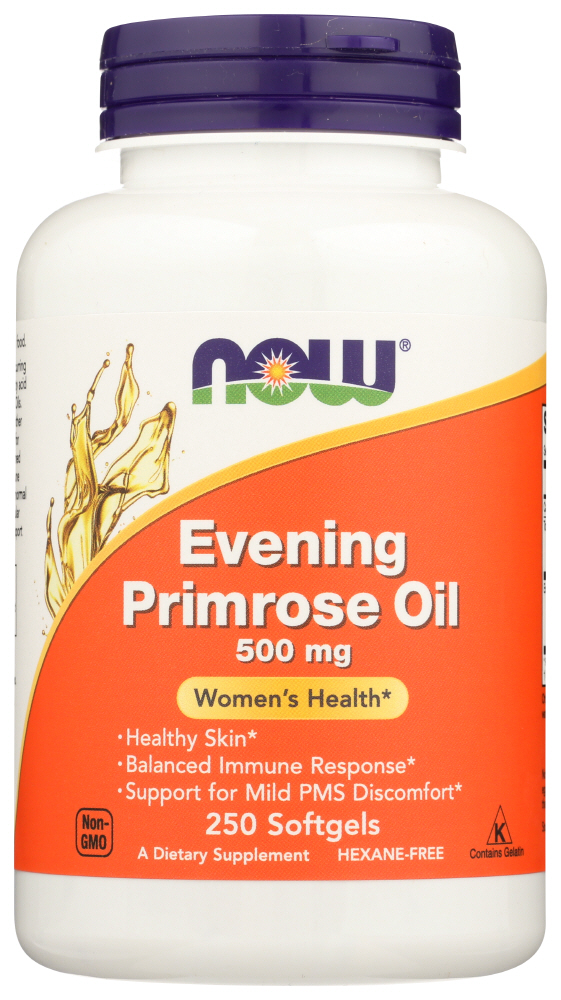 now®
Evening
Primrose Oil
500 mg
Women's Health*
•Healthy Skin*
•Balanced Immune Response*
•Support for Mild PMS Discomfort*
250 Softgels
Non-
GMO
A Dietary Supplement HEXANE-FREE
K
Contains Gelatin